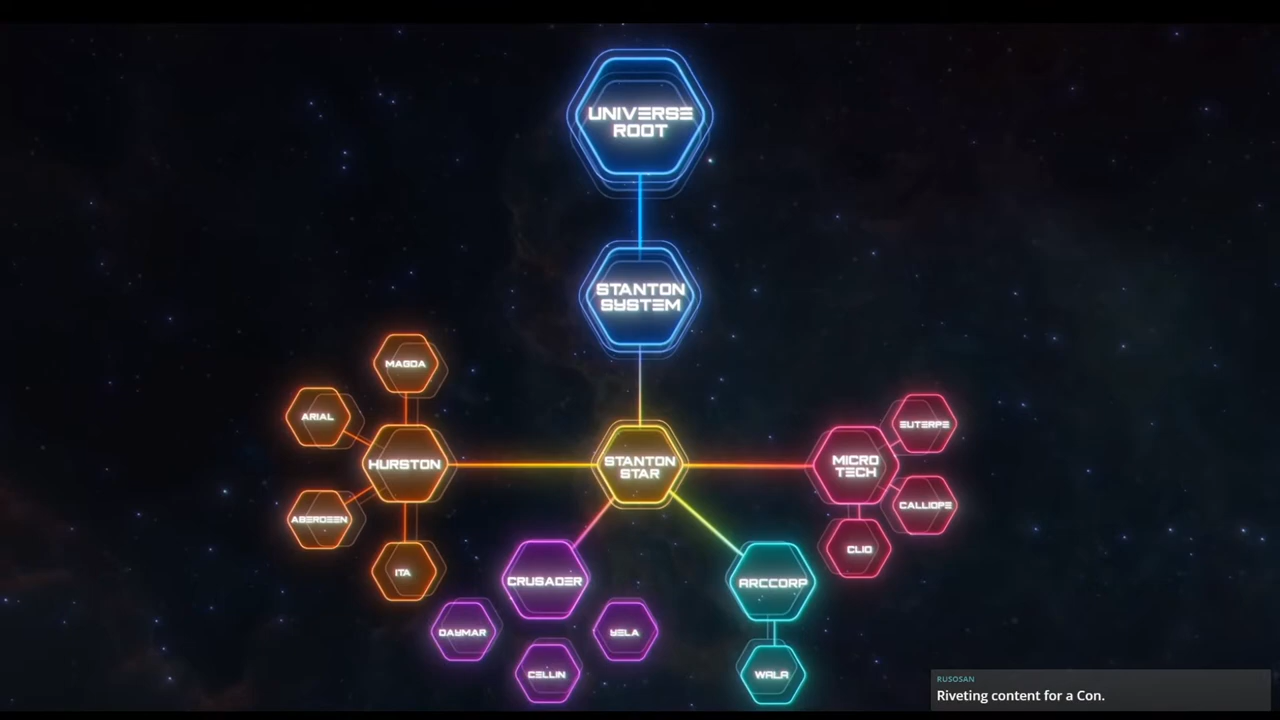 UNIVERSE
ROOT
STANTON
SYSTEM
MAGDA
ARIAL
HURSTON
ABERDEEN
ITA
STANTON
STAR
MICRO
TECH
EUTERPE
CALLIOPE
CLIO
CRUSADER
DAYMAR
CELLIN
YELA
ARCCORP
WALA
RUSOSAN
Riveting content for a Con.